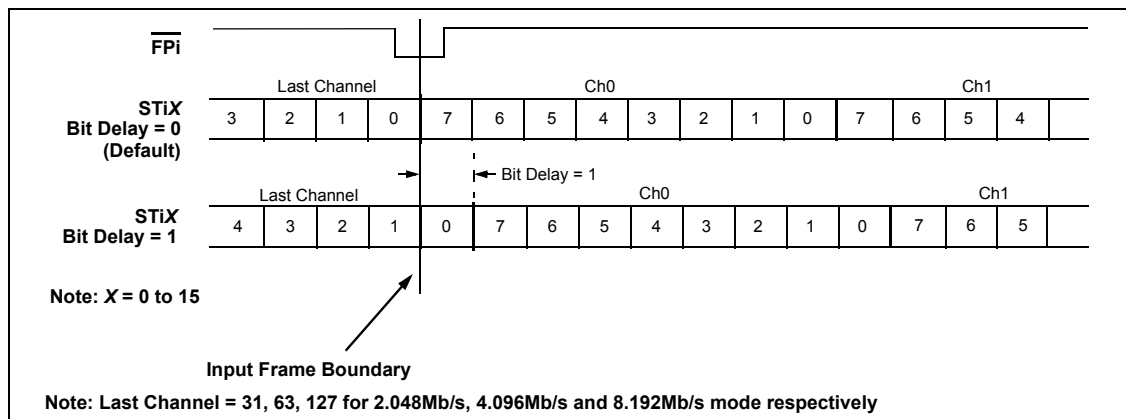 FPi
Last Channel Ch0 Ch1
STiX
Bit Delay = 0
(Default)
3 2 1 0 7 6 5 4 3 2 1 0 7 6 5 4
Bit Delay = 1
Last Channel Ch0 Ch1
STiX
Bit Delay = 1
4 3 2 1 0 7 6 5 4 3 2 1 0 7 6 5
Note: X = 0 to 15
Input Frame Boundary
Note: Last Channel = 31, 63, 127 for 2.048Mb/s, 4.096Mb/s and 8.192Mb/s mode respectively